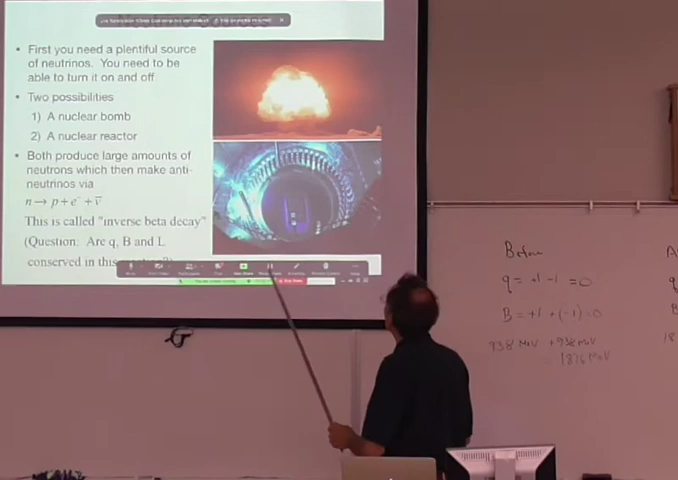 • First you need a plentiful source
of neutrinos. You need to be
able to turn it on and off
• Two possibilities
1) A nuclear bomb
2) A nuclear reactor
• Both produce large amounts of
neutrons which then make anti-
neutrinos via
n → p + e⁻ + ν̅
This is called "inverse beta decay"
(Question: Are q, B and L
conserved in this
Before
q = +1 -1 = 0
B = +1 + (-1) = 0
938 MeV + 938 MeV
1876 MeV
A
q
B
18